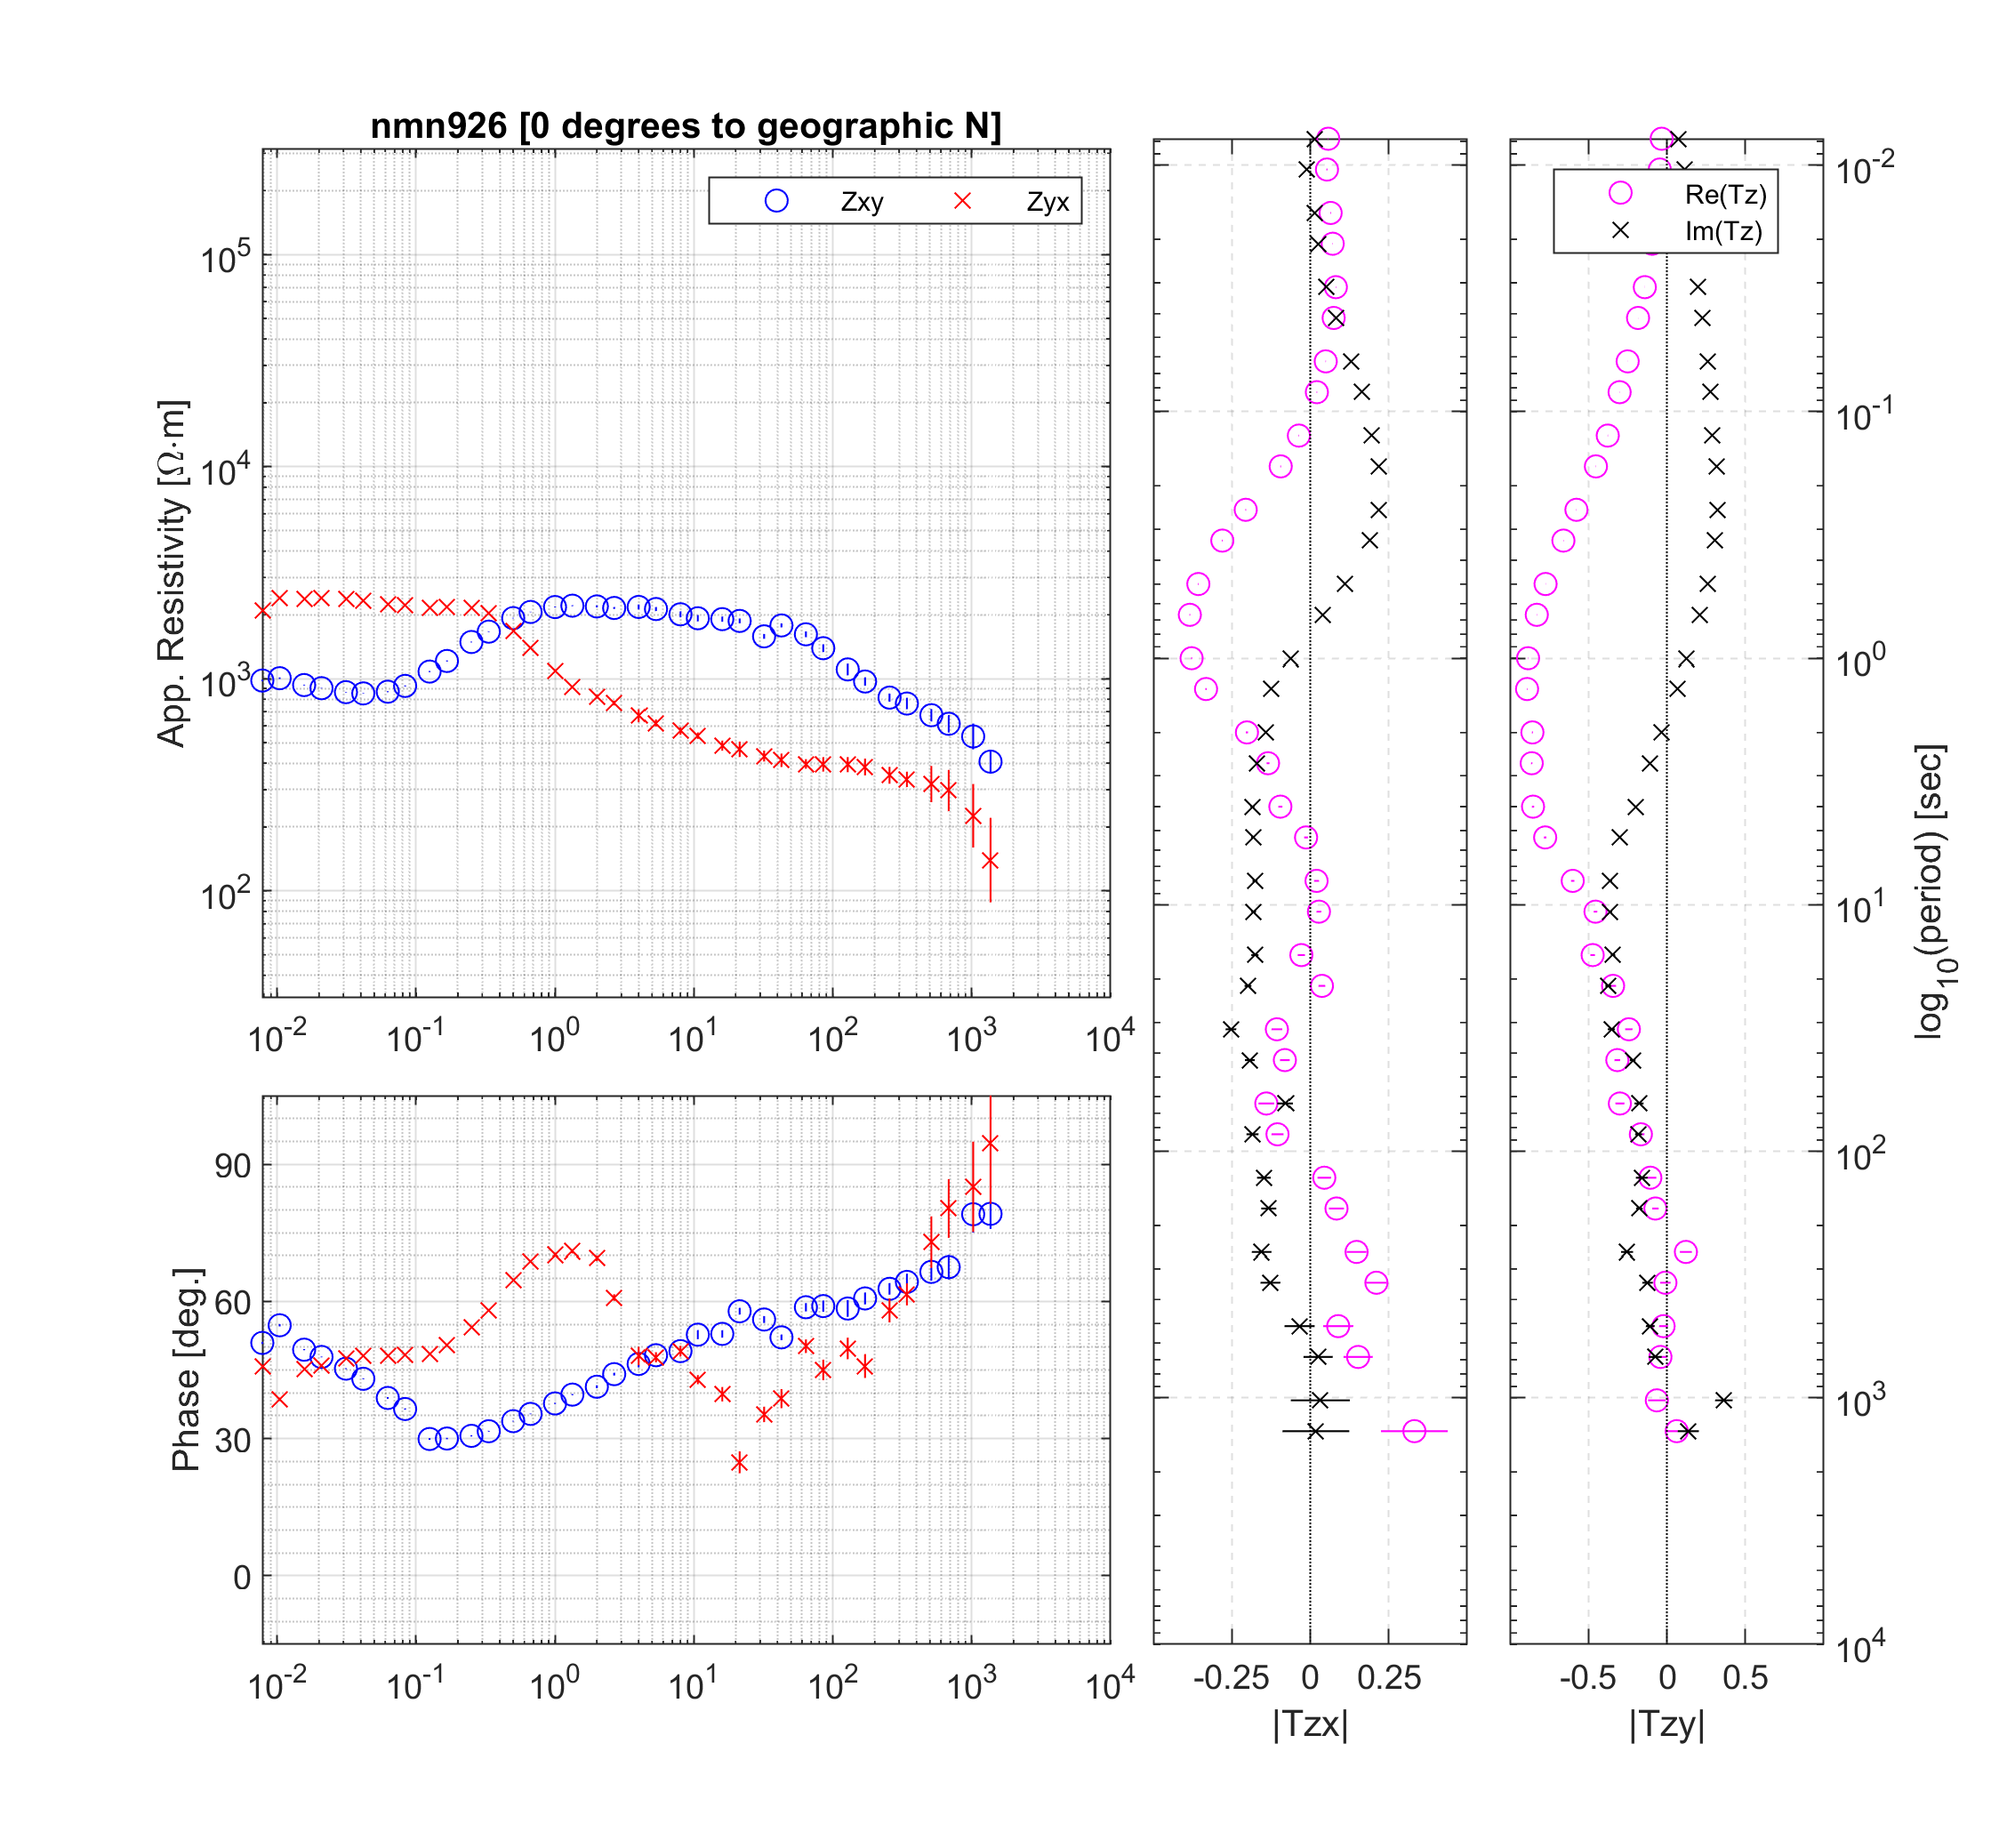 nmn926 [0 degrees to geographic N]
Zxy Zyx
App. Resistivity [Ω·m]
10^5
10^4
10^3
10^2
10^-2 10^-1 10^0 10^1 10^2 10^3 10^4
Phase [deg.]
90
60
30
0
10^-2 10^-1 10^0 10^1 10^2 10^3 10^4
-0.25 0 0.25
|Tzx|
Re(Tz)
Im(Tz)
-0.5 0 0.5
|Tzy|
10^-2
10^-1
10^0
10^1
10^2
10^3
10^4
log_10(period) [sec]